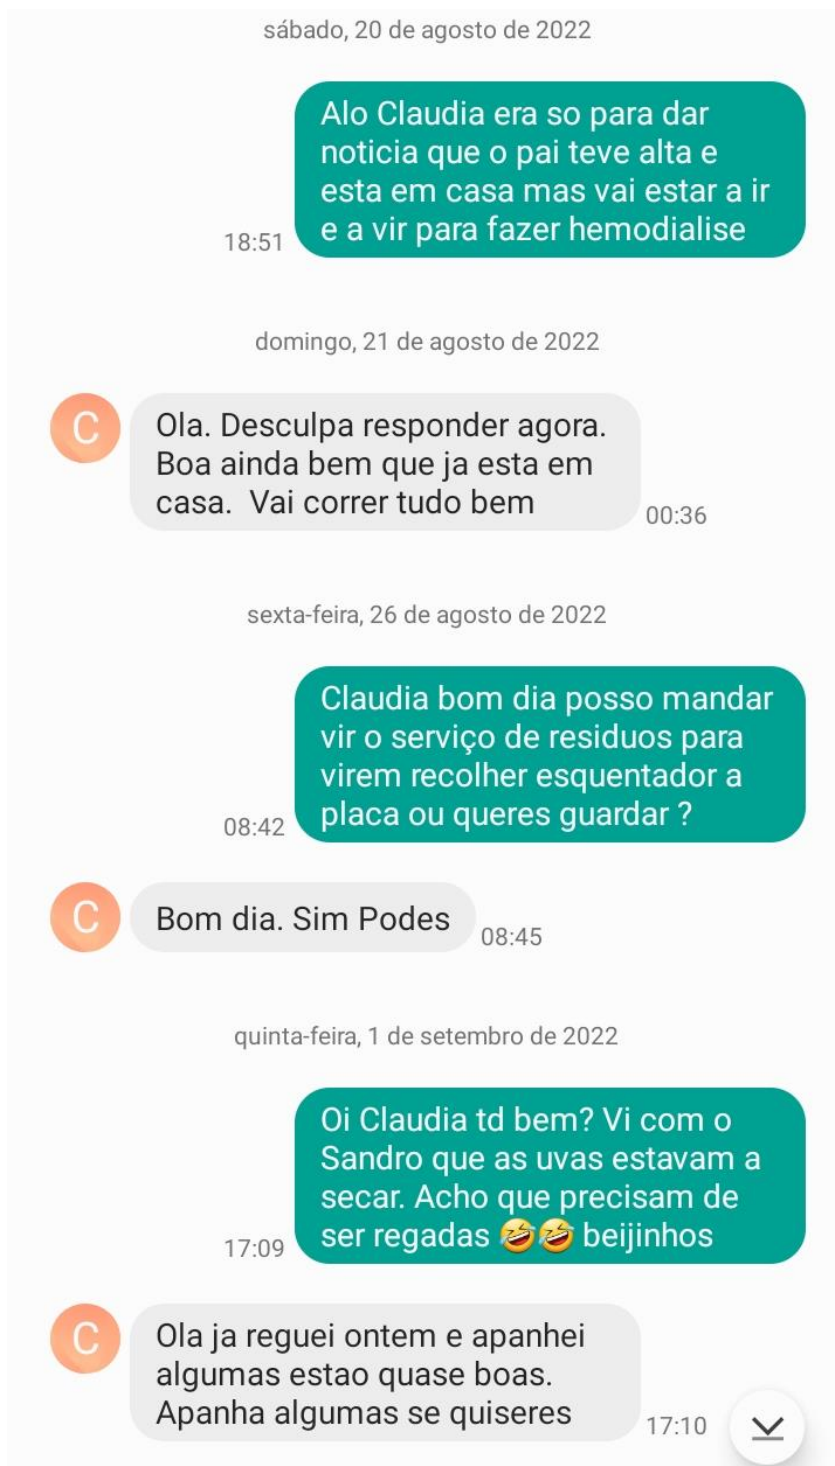 sábado, 20 de agosto de 2022
Alo Claudia era so para dar
noticia que o pai teve alta e
esta em casa mas vai estar a ir
e a vir para fazer hemodialise
18:51
domingo, 21 de agosto de 2022
C
Ola. Desculpa responder agora.
Boa ainda bem que ja esta em
casa.  Vai correr tudo bem
00:36
sexta-feira, 26 de agosto de 2022
Claudia bom dia posso mandar
vir o serviço de residuos para
virem recolher esquentador a
placa ou queres guardar ?
08:42
C
Bom dia. Sim Podes
08:45
quinta-feira, 1 de setembro de 2022
Oi Claudia td bem? Vi com o
Sandro que as uvas estavam a
secar. Acho que precisam de
ser regadas 🤣🤣 beijinhos
17:09
C
Ola ja reguei ontem e apanhei
algumas estao quase boas.
Apanha algumas se quiseres
17:10